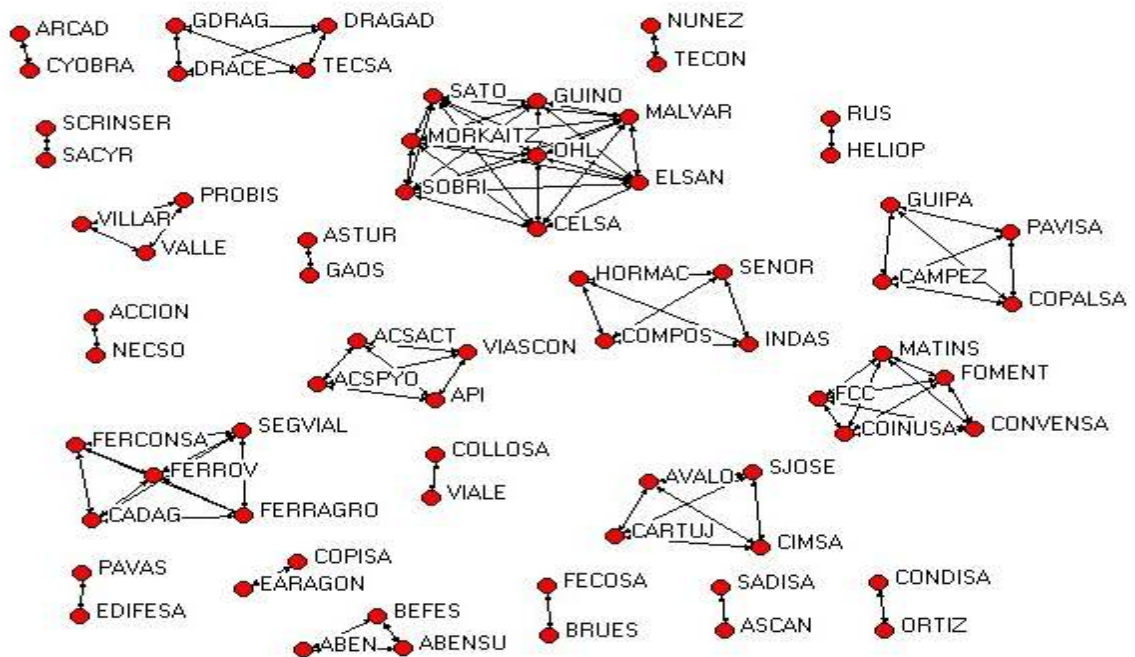 ARCAD
CYOBRA
GDRAG
DRAGAD
DRACE
TECSA
NUNEZ
TECON
SATO
GUINO
MALVAR
MORKAITZ
OHL
SOBRI
ELSAN
CELSA
SCRINSER
SACYR
RUS
HELIOP
PROBIS
VILLAR
VALLE
ASTUR
GAOS
GUIPA
PAVISA
CAMPEZ
COPALSA
HORMAC
SENOR
COMPOS
INDAS
ACCION
NECSO
ACSACT
VIASCON
ACSPYO
API
MATINS
FOMENT
FCC
COINUSA
CONVENSA
SEGVIAL
FERCONSA
FERROV
CADAG
FERRAGRO
COLLOSA
VIALE
AVALO
SJOSE
CARTUJ
CIMSA
PAVAS
EDIFESA
COPISA
EARAGON
BEFES
ABEN
ABENSU
FECOSA
BRUES
SADISA
ASCAN
CONDISA
ORTIZ